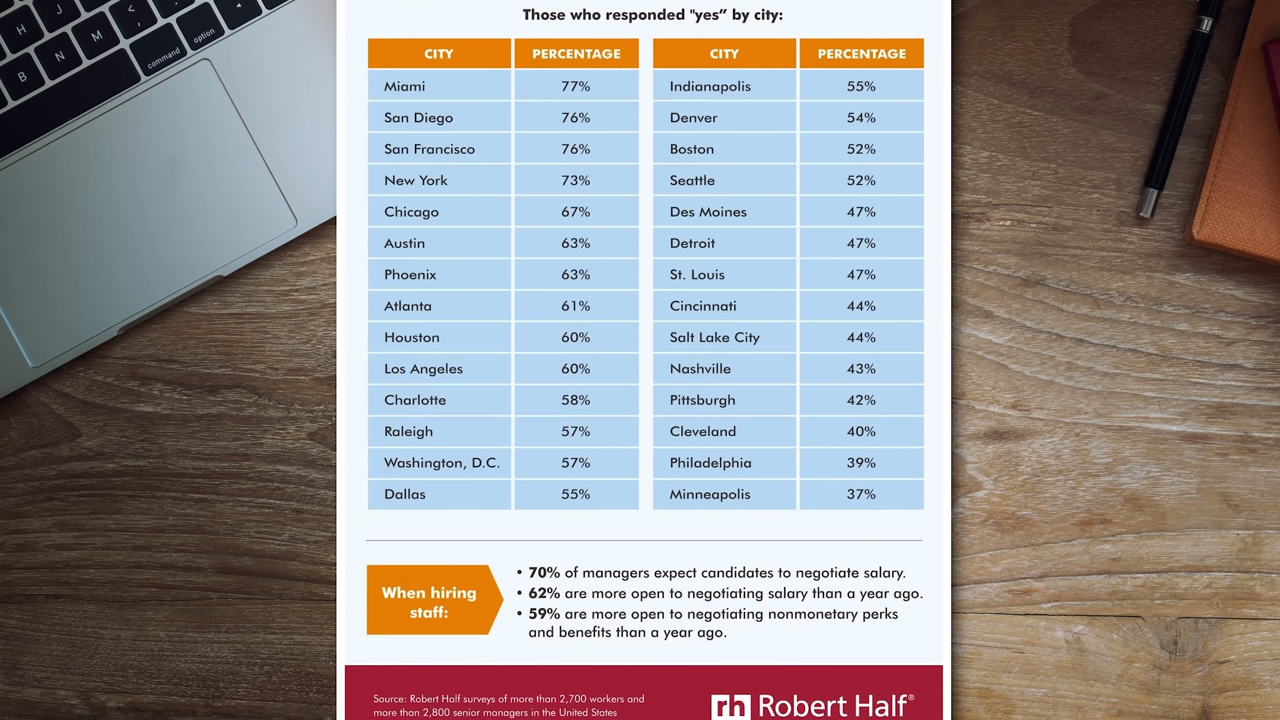 Those who responded "yes” by city:
CITY PERCENTAGE
Miami 77%
San Diego 76%
San Francisco 76%
New York 73%
Chicago 67%
Austin 63%
Phoenix 63%
Atlanta 61%
Houston 60%
Los Angeles 60%
Charlotte 58%
Raleigh 57%
Washington, D.C. 57%
Dallas 55%
CITY PERCENTAGE
Indianapolis 55%
Denver 54%
Boston 52%
Seattle 52%
Des Moines 47%
Detroit 47%
St. Louis 47%
Cincinnati 44%
Salt Lake City 44%
Nashville 43%
Pittsburgh 42%
Cleveland 40%
Philadelphia 39%
Minneapolis 37%
When hiring
staff:
• 70% of managers expect candidates to negotiate salary.
• 62% are more open to negotiating salary than a year ago.
• 59% are more open to negotiating nonmonetary perks
and benefits than a year ago.
Source: Robert Half surveys of more than 2,700 workers and
more than 2,800 senior managers in the United States
rh Robert Half®
H
J
K
B
N
M
<
>
command
option